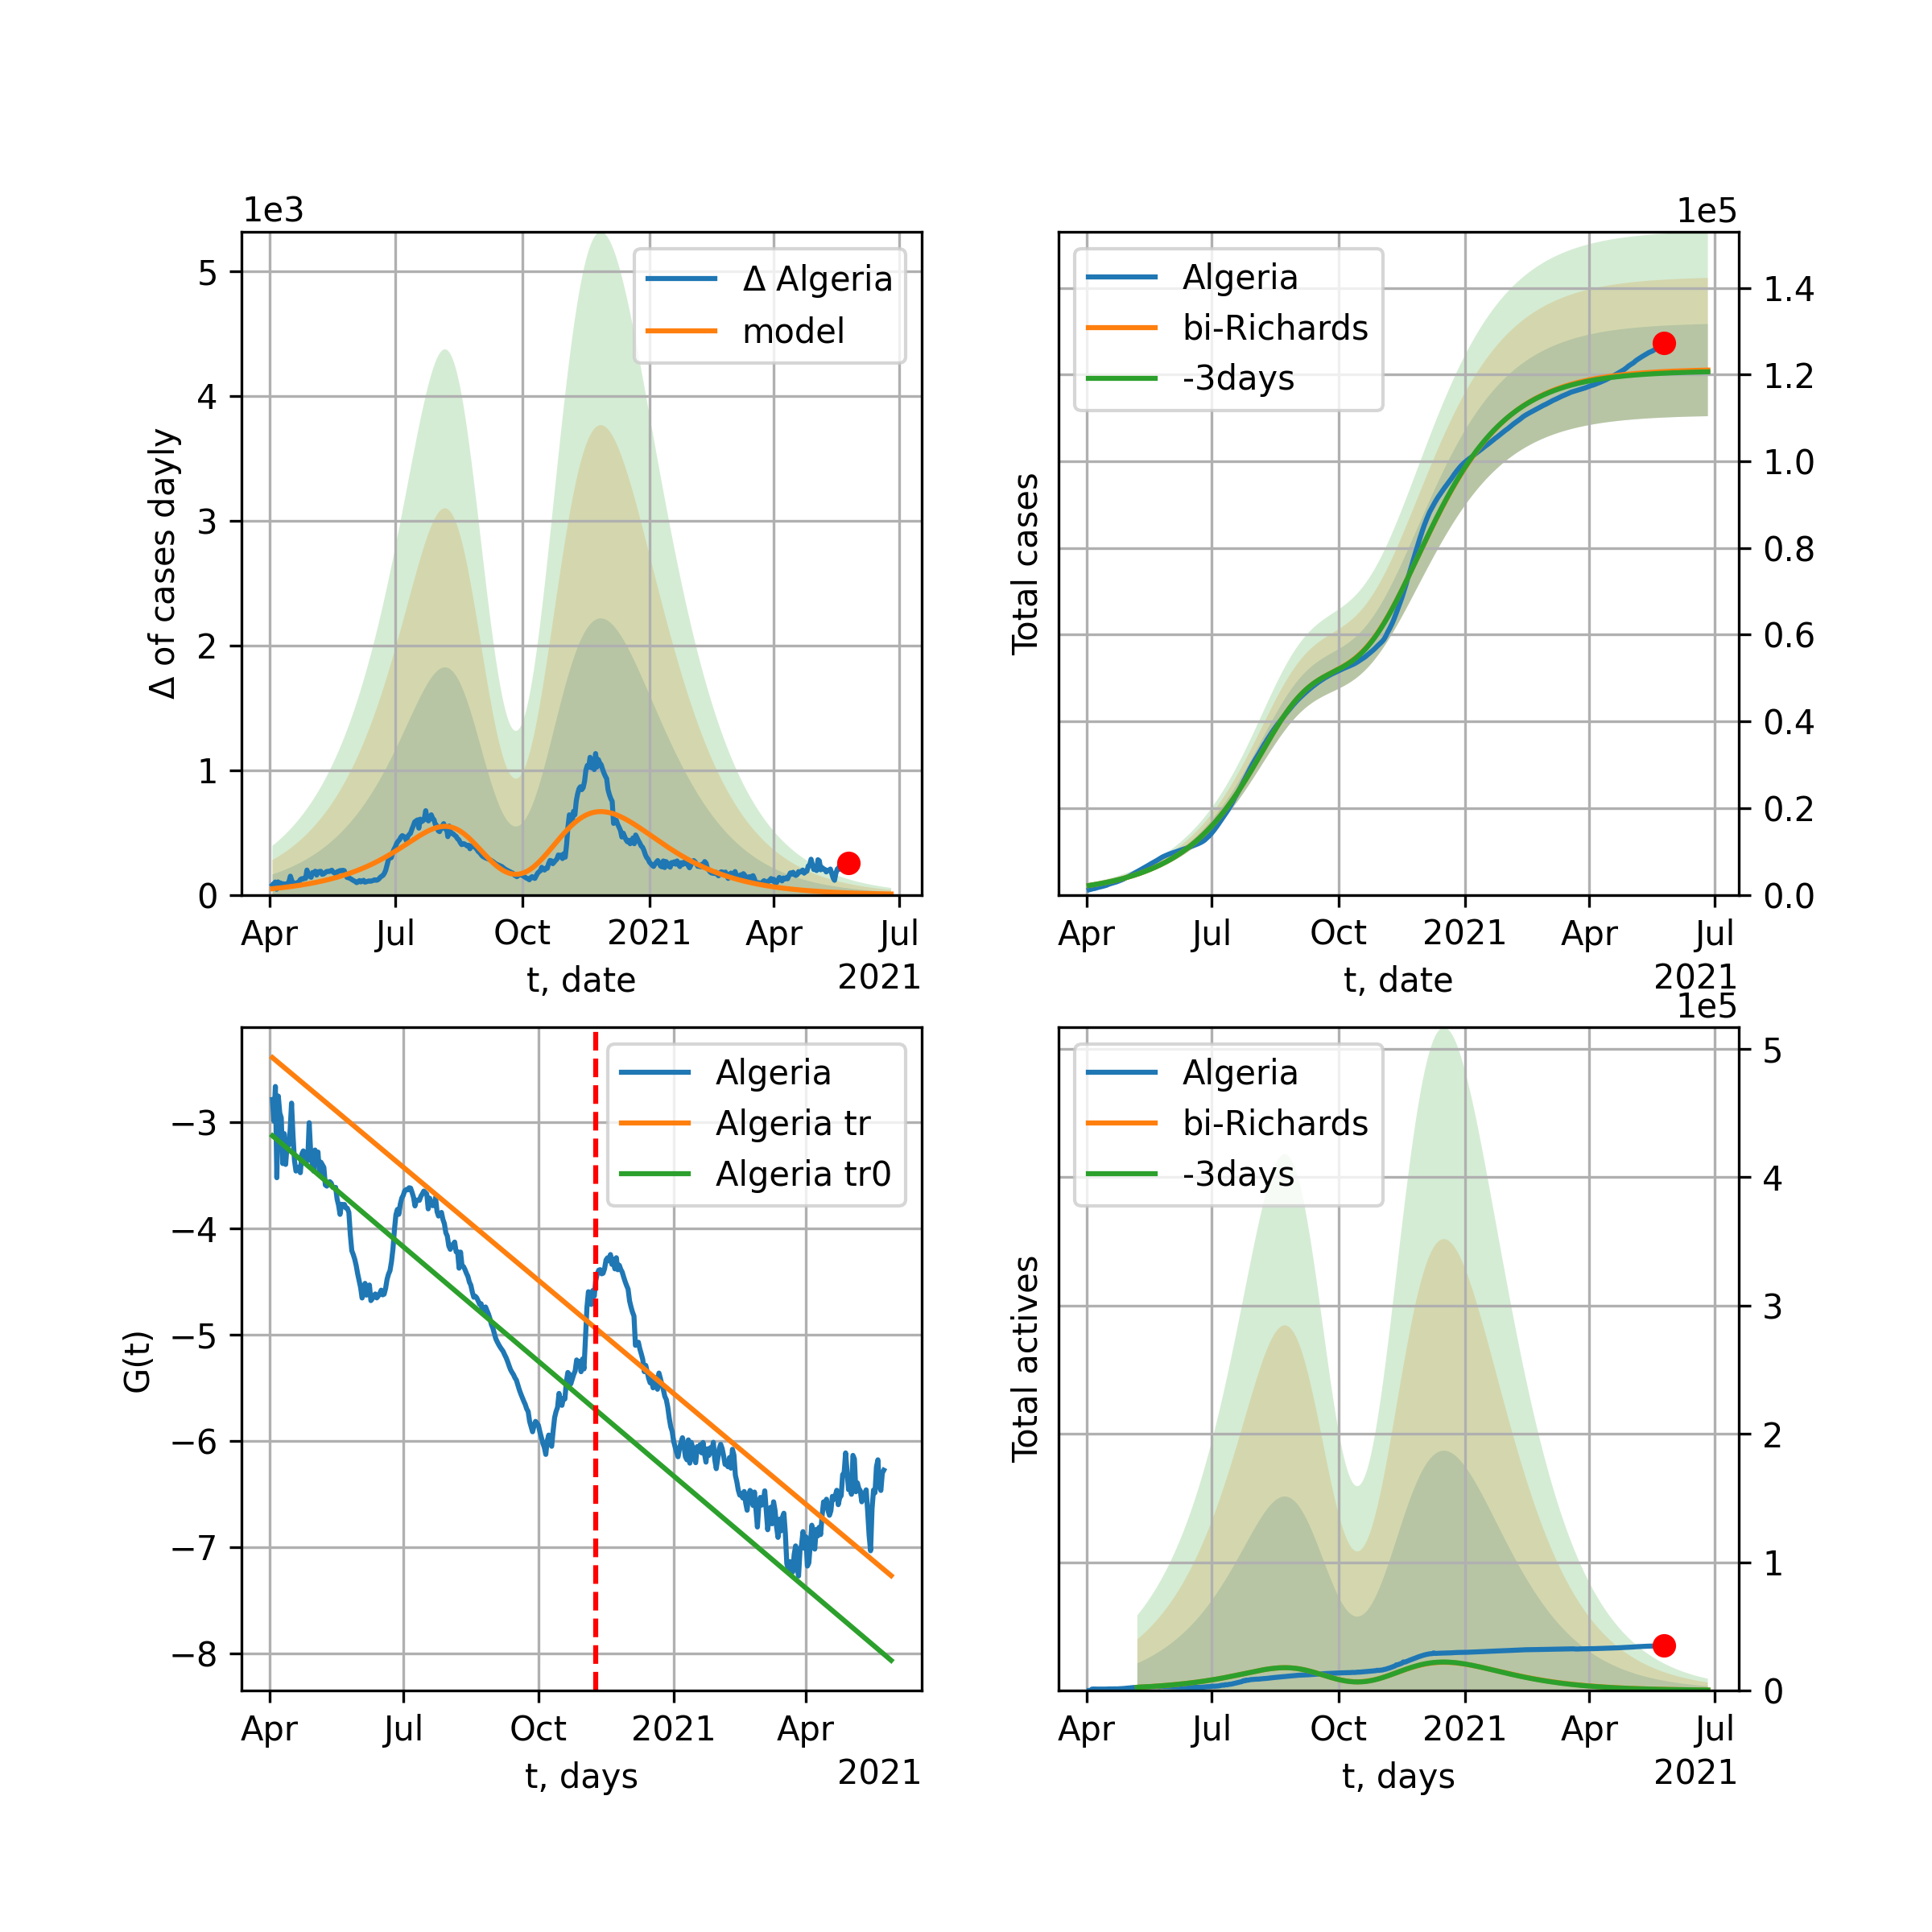 1e3
Δ of cases dayly
5
4
3
2
1
0
Δ Algeria
model
Apr Jul Oct 2021 Apr Jul
t, date
2021
1e5
Total cases
Algeria
bi-Richards
-3days
1.4
1.2
1.0
0.8
0.6
0.4
0.2
0.0
Apr Jul Oct 2021 Apr Jul
t, date
2021
G(t)
−3
−4
−5
−6
−7
−8
Algeria
Algeria tr
Algeria tr0
Apr Jul Oct 2021 Apr
t, days
2021
1e5
Total actives
Algeria
bi-Richards
-3days
5
4
3
2
1
0
Apr Jul Oct 2021 Apr Jul
t, days
2021